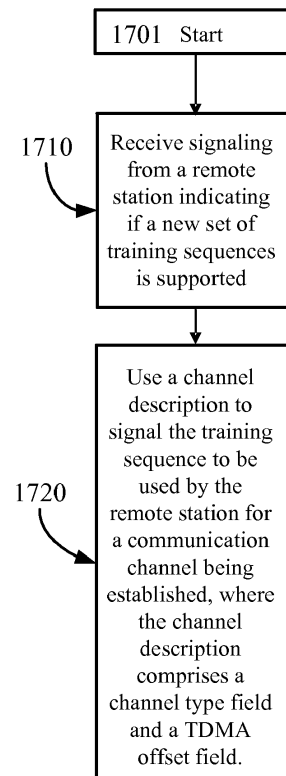 1701 Start
1710
Receive signaling
from a remote
station indicating
if a new set of
training sequences
is supported
1720
Use a channel
description to
signal the training
sequence to be
used by the
remote station for
a communication
channel being
established, where
the channel
description
comprises a
channel type field
and a TDMA
offset field.